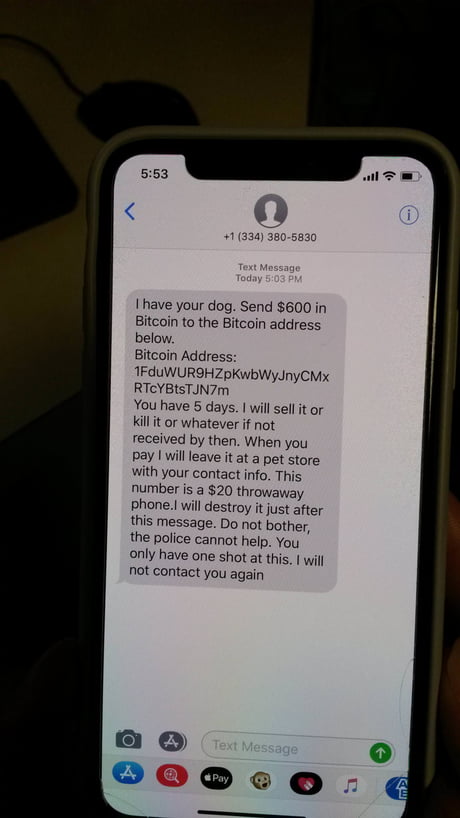 5:53
+1 (334) 380-5830
Text Message
Today 5:03 PM
I have your dog. Send $600 in
Bitcoin to the Bitcoin address
below.
Bitcoin Address:
1FduWUR9HZpKwbWyJnyCMx
RTcYBtsTJN7m
You have 5 days. I will sell it or
kill it or whatever if not
received by then. When you
pay I will leave it at a pet store
with your contact info. This
number is a $20 throwaway
phone.I will destroy it just after
this message. Do not bother,
the police cannot help. You
only have one shot at this. I will
not contact you again
Text Message
Pay